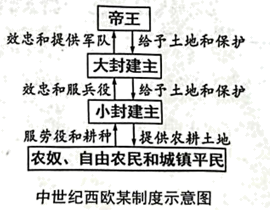 帝王
效忠和提供军队 给予土地和保护
大封建主
效忠和服兵役 给予土地和保护
小封建主
服劳役和耕种 提供农耕土地
农奴、自由农民和城镇平民
中世纪西欧某制度示意图